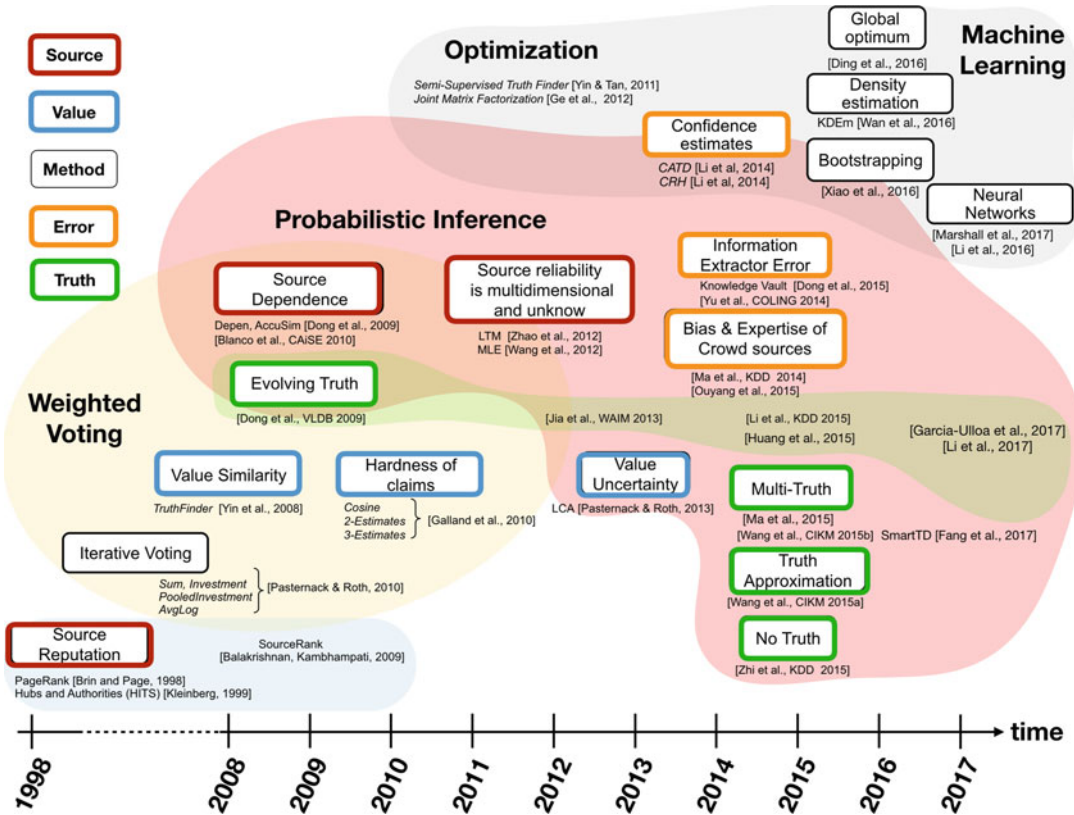 Source
Value
Method
Error
Truth
Optimization
Semi-Supervised Truth Finder [Yin & Tan, 2011]
Joint Matrix Factorization [Ge et al., 2012]
Machine
Learning
Global
optimum
[Ding et al., 2016]
Density
estimation
KDEm [Wan et al., 2016]
Confidence
estimates
CATD [Li et al, 2014]
CRH [Li et al, 2014]
Bootstrapping
[Xiao et al., 2016]
Neural
Networks
[Marshall et al., 2017]
[Li et al., 2016]
Probabilistic Inference
Source
Dependence
Depen, AccuSim [Dong et al., 2009]
[Blanco et al., CAiSE 2010]
Source reliability
is multidimensional
and unknow
LTM [Zhao et al., 2012]
MLE [Wang et al., 2012]
Information
Extractor Error
Knowledge Vault [Dong et al., 2015]
[Yu et al., COLING 2014]
Bias & Expertise of
Crowd sources
[Ma et al., KDD 2014]
[Ouyang et al., 2015]
Weighted
Voting
Evolving Truth
[Dong et al., VLDB 2009]
[Jia et al., WAIM 2013]
[Li et al., KDD 2015]
[Huang et al., 2015]
[Garcia-Ulloa et al., 2017]
[Li et al., 2017]
Value Similarity
TruthFinder [Yin et al., 2008]
Hardness of
claims
Cosine
2-Estimates
3-Estimates
[Galland et al., 2010]
Value
Uncertainty
LCA [Pasternack & Roth, 2013]
Multi-Truth
[Ma et al., 2015]
[Wang et al., CIKM 2015b] SmartTD [Fang et al., 2017]
Iterative Voting
Sum, Investment
PooledInvestment
AvgLog
[Pasternack & Roth, 2010]
Truth
Approximation
[Wang et al., CIKM 2015a]
Source
Reputation
PageRank [Brin and Page, 1998]
Hubs and Authorities (HITS) [Kleinberg, 1999]
SourceRank
[Balakrishnan, Kambhampati, 2009]
No Truth
[Zhi et al., KDD 2015]
time
1998
2008
2009
2010
2011
2012
2013
2014
2015
2016
2017